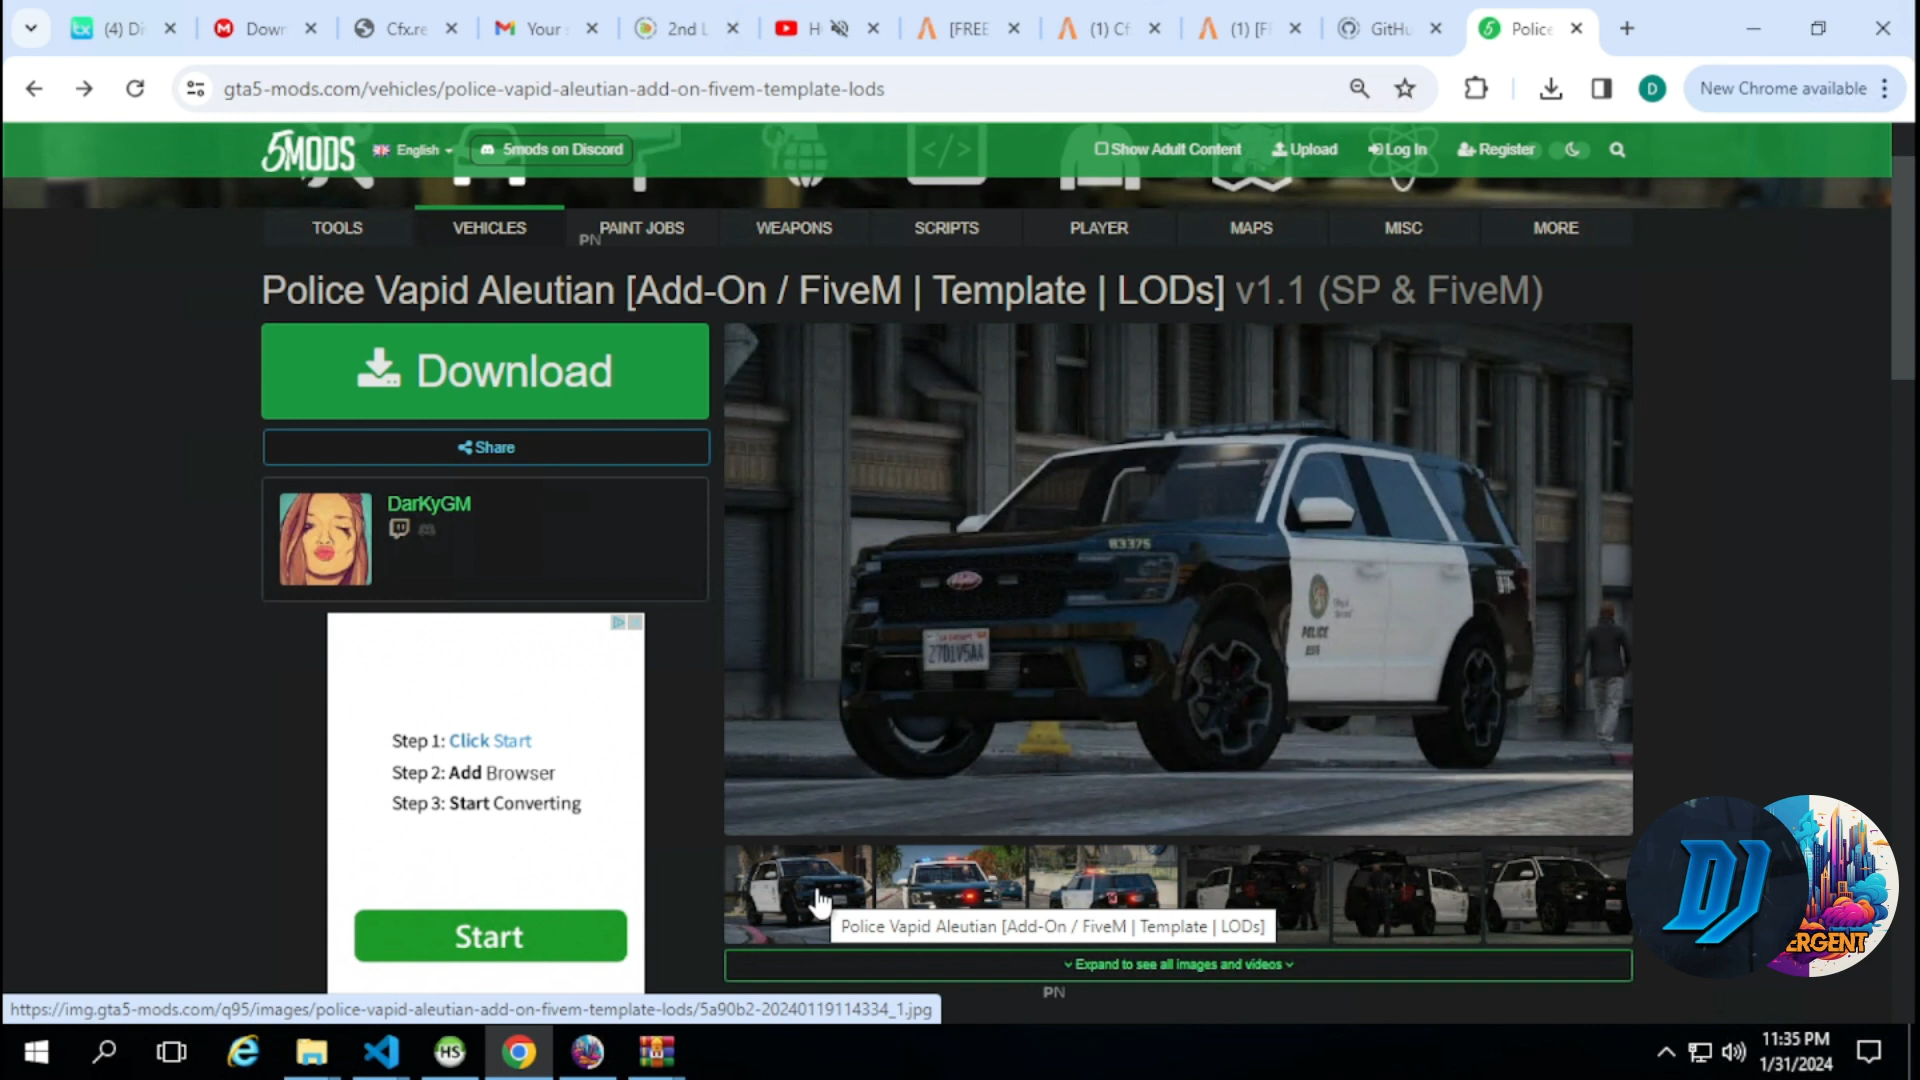 (4) Di
Down
Cfx.re
Your
2nd L
H
[FREE
(1) Cf
(1) [Fl
GitHu
Police
gta5-mods.com/vehicles/police-vapid-aleutian-add-on-fivem-template-lods
D
New Chrome available
5MODS
English
5mods on Discord
Show Adult Content
Upload
Log In
Register
TOOLS
VEHICLES
PAINT JOBS
WEAPONS
SCRIPTS
PLAYER
MAPS
MISC
MORE
PN
Police Vapid Aleutian [Add-On / FiveM | Template | LODs] v1.1 (SP & FiveM)
Download
Share
DarKyGM
83375
POLICE
Step 1: Click Start
Step 2: Add Browser
Step 3: Start Converting
Start
Police Vapid Aleutian [Add-On / FiveM | Template | LODs]
Expand to see all images and videos
PN
DJ
ERGENT
https://img.gta5-mods.com/q95/images/police-vapid-aleutian-add-on-fivem-template-lods/5a90b2-20240119114334_1.jpg
HS
11:35 PM
1/31/2024